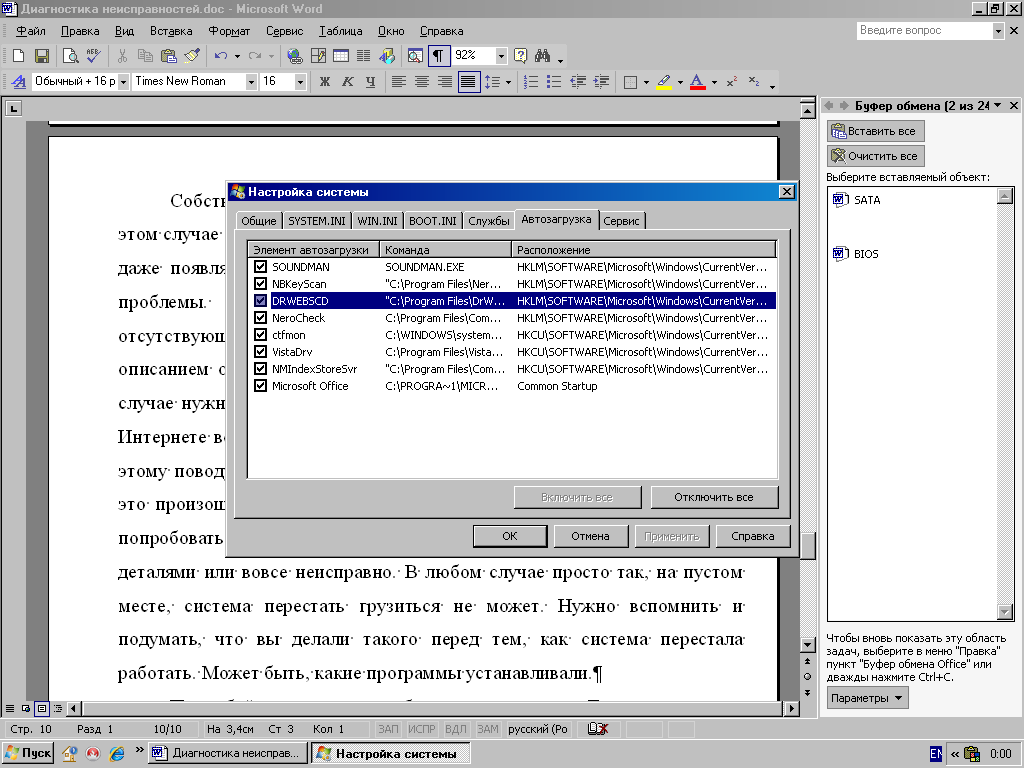 Диагностика неисправностей.doc - Microsoft Word
Файл Правка Вид Вставка Формат Сервис Таблица Окно Справка
Введите вопрос
92%
Обычный + 16 р
Times New Roman
16
Ж К Ч
Буфер обмена (2 из 24
Вставить все
Очистить все
Выберите вставляемый объект:
SATA
BIOS
Чтобы вновь показать эту область
задач, выберите в меню "Правка"
пункт "Буфер обмена Office" или
дважды нажмите Ctrl+C.
Параметры
Собств
этом случае
даже появля
проблемы.
отсутствующ
описанием о
случае нужн
Интернете во
этому повод
это произош
попробовать
деталями или вовсе неисправно. В любом случае просто так, на пустом
месте, система перестать грузиться не может. Нужно вспомнить и
подумать, что вы делали такого перед тем, как система перестала
работать. Может быть, какие программы устанавливали.¶
Настройка системы
Общие SYSTEM.INI WIN.INI BOOT.INI Службы Автозагрузка Сервис
Элемент автозагрузки Команда Расположение
SOUNDMAN SOUNDMAN.EXE HKLM\SOFTWARE\Microsoft\Windows\CurrentVer...
NBKeyScan "C:\Program Files\Ner... HKLM\SOFTWARE\Microsoft\Windows\CurrentVer...
DRWEBSCD "C:\Program Files\DrW... HKLM\SOFTWARE\Microsoft\Windows\CurrentVer...
NeroCheck C:\Program Files\Com... HKLM\SOFTWARE\Microsoft\Windows\CurrentVer...
ctfmon C:\WINDOWS\system... HKCU\SOFTWARE\Microsoft\Windows\CurrentVer...
VistaDrv C:\Program Files\Vista... HKCU\SOFTWARE\Microsoft\Windows\CurrentVer...
NMIndexStoreSvr "C:\Program Files\Com... HKCU\SOFTWARE\Microsoft\Windows\CurrentVer...
Microsoft Office C:\PROGRA~1\MICR... Common Startup
Включить все Отключить все
ОК Отмена Применить Справка
Стр. 10 Разд 1 10/10 На 3,4см Ст 3 Кол 1 ЗАП ИСПР ВДЛ ЗАМ русский (Ро
Пуск
Диагностика неисправ...
Настройка системы
EN
0:00